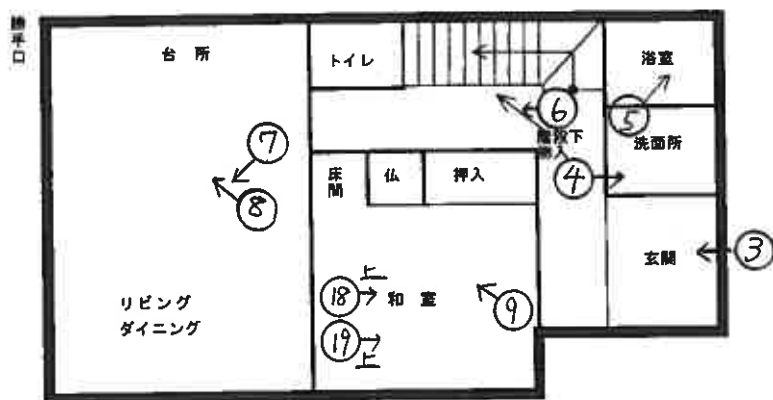 勝手口
台所
トイレ
浴室
⑥
⑤
階段下
洗面所
⑦
④
床間
仏
押入
⑧
③
玄関
上
リビング
ダイニング
⑱
和室
⑨
⑲
上